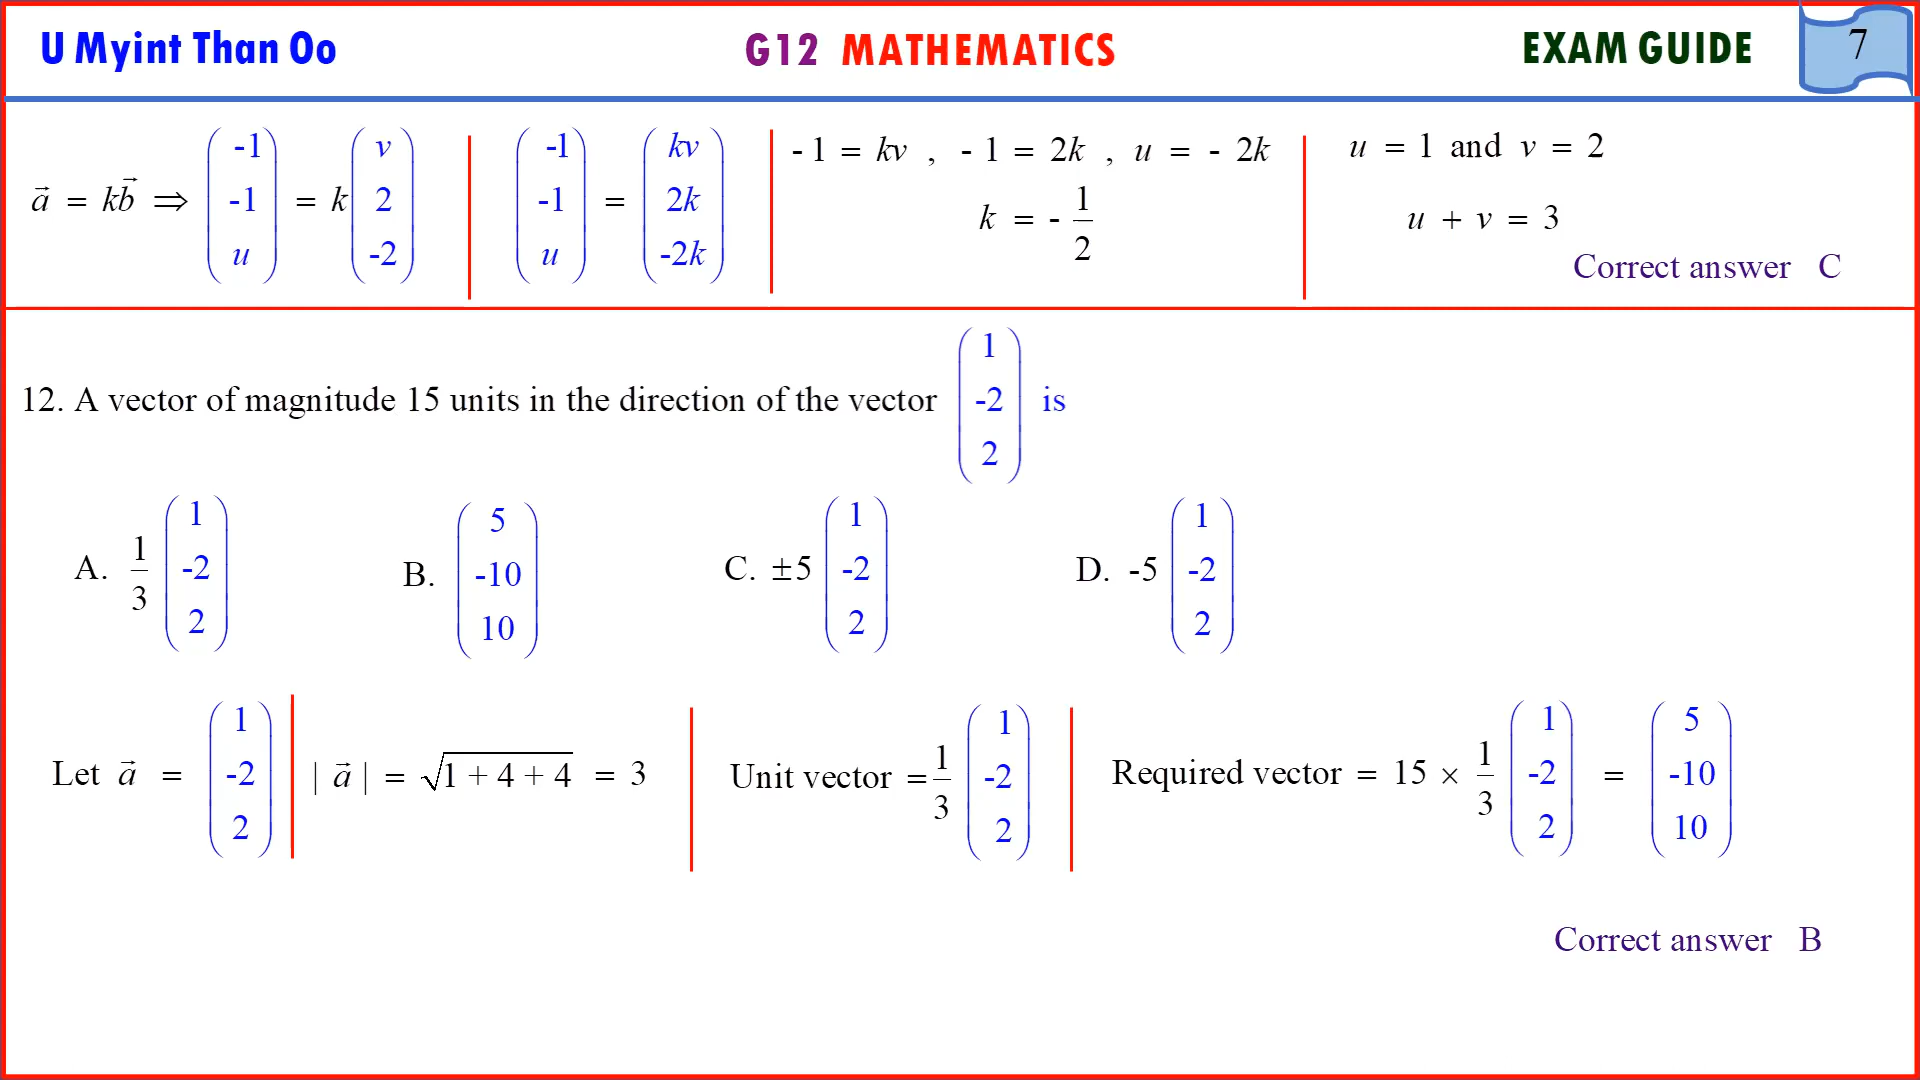 U Myint Than Oo G12 MATHEMATICS EXAM GUIDE 7
a⃗ = kb⃗ ⇒ (-1, -1, u) = k (v, 2, -2) | (-1, -1, u) = (kv, 2k, -2k) | - 1 = kv , - 1 = 2k , u = - 2k | u = 1 and v = 2
k = - 1/2 | u + v = 3
Correct answer C
12. A vector of magnitude 15 units in the direction of the vector (1, -2, 2) is
A. 1/3 (1, -2, 2) B. (5, -10, 10) C. ±5 (1, -2, 2) D. -5 (1, -2, 2)
Let a⃗ = (1, -2, 2) | | a⃗ | = √(1 + 4 + 4) = 3 | Unit vector = 1/3 (1, -2, 2) | Required vector = 15 × 1/3 (1, -2, 2) = (5, -10, 10)
Correct answer B